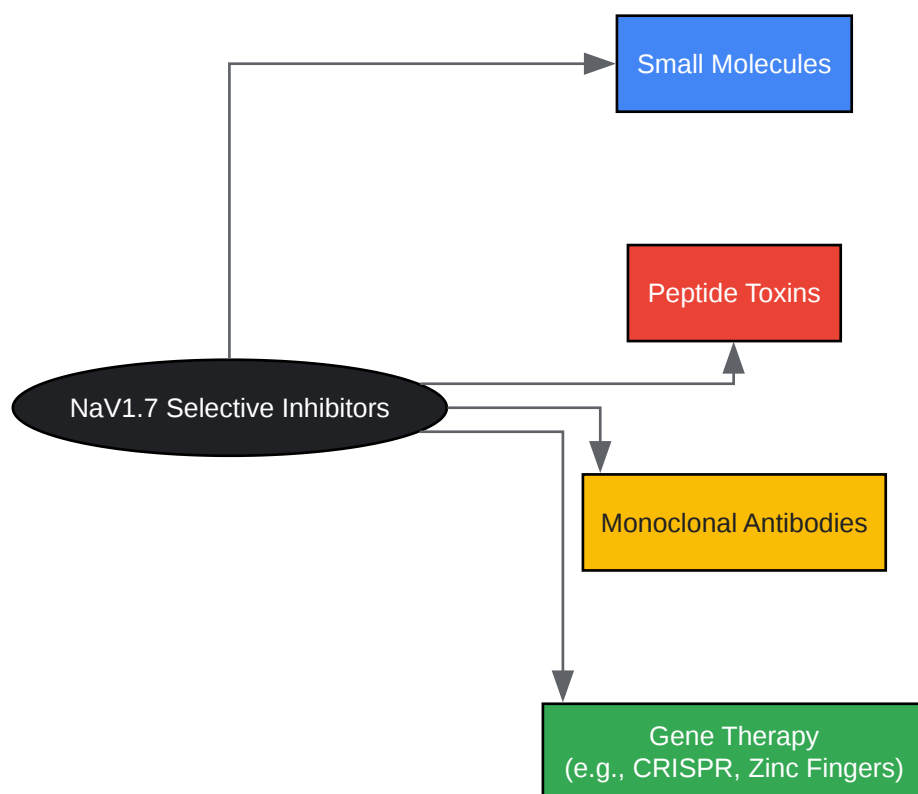 Small Molecules
Peptide Toxins
NaV1.7 Selective Inhibitors
Monoclonal Antibodies
Gene Therapy
(e.g., CRISPR, Zinc Fingers)